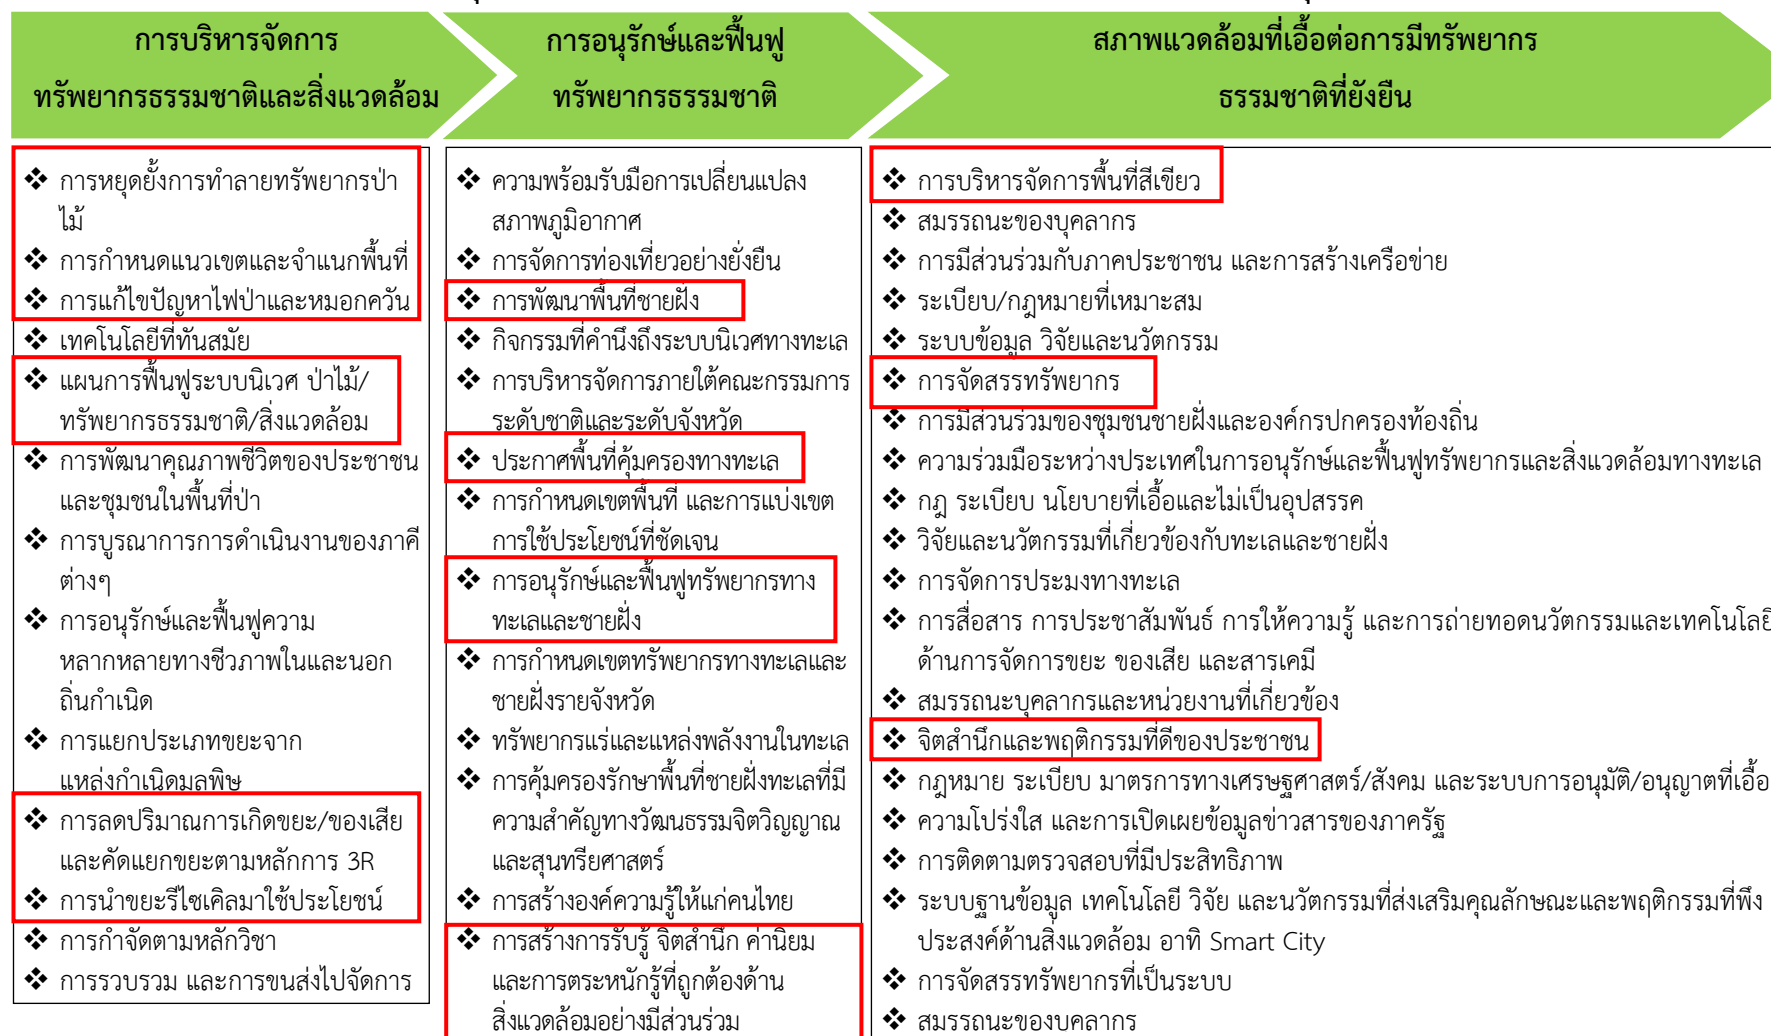 การบริหารจัดการ
ทรัพยากรธรรมชาติและสิ่งแวดล้อม
❖ การหยุดยั้งการทำลายทรัพยากรป่า
ไม้
❖ การกำหนดแนวเขตและจำแนกพื้นที่
❖ การแก้ไขปัญหาไฟป่าและหมอกควัน
❖ เทคโนโลยีที่ทันสมัย
❖ แผนการฟื้นฟูระบบนิเวศ ป่าไม้/
ทรัพยากรธรรมชาติ/สิ่งแวดล้อม
❖ การพัฒนาคุณภาพชีวิตของประชาชน
และชุมชนในพื้นที่ป่า
❖ การบูรณาการการดำเนินงานของภาคี
ต่างๆ
❖ การอนุรักษ์และฟื้นฟูความ
หลากหลายทางชีวภาพในและนอก
ถิ่นกำเนิด
❖ การแยกประเภทขยะจาก
แหล่งกำเนิดมลพิษ
❖ การลดปริมาณการเกิดขยะ/ของเสีย
และคัดแยกขยะตามหลักการ 3R
❖ การนำขยะรีไซเคิลมาใช้ประโยชน์
❖ การกำจัดตามหลักวิชา
❖ การรวบรวม และการขนส่งไปจัดการ
การอนุรักษ์และฟื้นฟู
ทรัพยากรธรรมชาติ
❖ ความพร้อมรับมือการเปลี่ยนแปลง
สภาพภูมิอากาศ
❖ การจัดการท่องเที่ยวอย่างยั่งยืน
❖ การพัฒนาพื้นที่ชายฝั่ง
❖ กิจกรรมที่คำนึงถึงระบบนิเวศทางทะเล
❖ การบริหารจัดการภายใต้คณะกรรมการ
ระดับชาติและระดับจังหวัด
❖ ประกาศพื้นที่คุ้มครองทางทะเล
❖ การกำหนดเขตพื้นที่ และการแบ่งเขต
การใช้ประโยชน์ที่ชัดเจน
❖ การอนุรักษ์และฟื้นฟูทรัพยากรทาง
ทะเลและชายฝั่ง
❖ การกำหนดเขตทรัพยากรทางทะเลและ
ชายฝั่งรายจังหวัด
❖ ทรัพยากรแร่และแหล่งพลังงานในทะเล
❖ การคุ้มครองรักษาพื้นที่ชายฝั่งทะเลที่มี
ความสำคัญทางวัฒนธรรมจิตวิญญาณ
และสุนทรียศาสตร์
❖ การสร้างองค์ความรู้ให้แก่คนไทย
❖ การสร้างการรับรู้ จิตสำนึก ค่านิยม
และการตระหนักรู้ที่ถูกต้องด้าน
สิ่งแวดล้อมอย่างมีส่วนร่วม
สภาพแวดล้อมที่เอื้อต่อการมีทรัพยากร
ธรรมชาติที่ยังยืน
❖ การบริหารจัดการพื้นที่สีเขียว
❖ สมรรถนะของบุคลากร
❖ การมีส่วนร่วมกับภาคประชาชน และการสร้างเครือข่าย
❖ ระเบียบ/กฎหมายที่เหมาะสม
❖ ระบบข้อมูล วิจัยและนวัตกรรม
❖ การจัดสรรทรัพยากร
❖ การมีส่วนร่วมของชุมชนชายฝั่งและองค์กรปกครองท้องถิ่น
❖ ความร่วมมือระหว่างประเทศในการอนุรักษ์และฟื้นฟูทรัพยากรและสิ่งแวดล้อมทางทะเล
❖ กฎ ระเบียบ นโยบายที่เอื้อและไม่เป็นอุปสรรค
❖ วิจัยและนวัตกรรมที่เกี่ยวข้องกับทะเลและชายฝั่ง
❖ การจัดการประมงทางทะเล
❖ การสื่อสาร การประชาสัมพันธ์ การให้ความรู้ และการถ่ายทอดนวัตกรรมและเทคโนโลยี
ด้านการจัดการขยะ ของเสีย และสารเคมี
❖ สมรรถนะบุคลากรและหน่วยงานที่เกี่ยวข้อง
❖ จิตสำนึกและพฤติกรรมที่ดีของประชาชน
❖ กฎหมาย ระเบียบ มาตรการทางเศรษฐศาสตร์/สังคม และระบบการอนุมัติ/อนุญาตที่เอื้อ
❖ ความโปร่งใส และการเปิดเผยข้อมูลข่าวสารของภาครัฐ
❖ การติดตามตรวจสอบที่มีประสิทธิภาพ
❖ ระบบฐานข้อมูล เทคโนโลยี วิจัย และนวัตกรรมที่ส่งเสริมคุณลักษณะและพฤติกรรมที่พึง
ประสงค์ด้านสิ่งแวดล้อม อาทิ Smart City
❖ การจัดสรรทรัพยากรที่เป็นระบบ
❖ สมรรถนะของบุคลากร